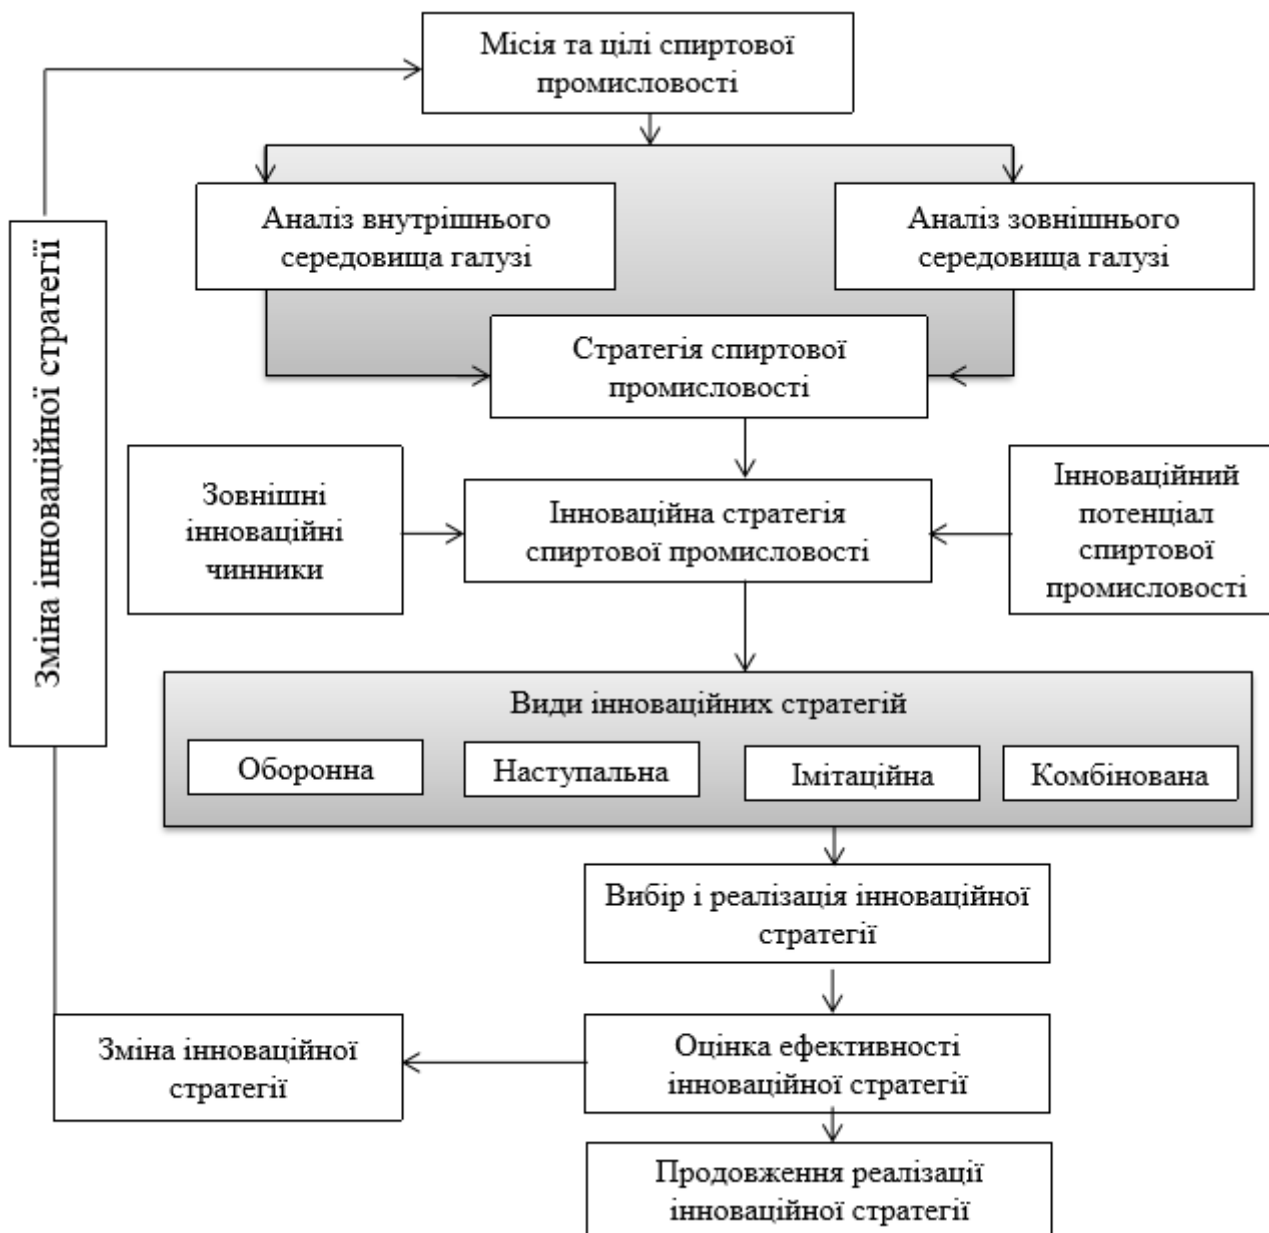 Місія та цілі спиртової
промисловості
Аналіз внутрішнього
середовища галузі
Аналіз зовнішнього
середовища галузі
Зміна інноваційної стратегії
Стратегія спиртової
промисловості
Зовнішні
інноваційні
чинники
Інноваційна стратегія
спиртової промисловості
Інноваційний
потенціал
спиртової
промисловості
Види інноваційних стратегій
Оборонна
Наступальна
Імітаційна
Комбінована
Вибір і реалізація інноваційної
стратегії
Зміна інноваційної
стратегії
Оцінка ефективності
інноваційної стратегії
Продовження реалізації
інноваційної стратегії